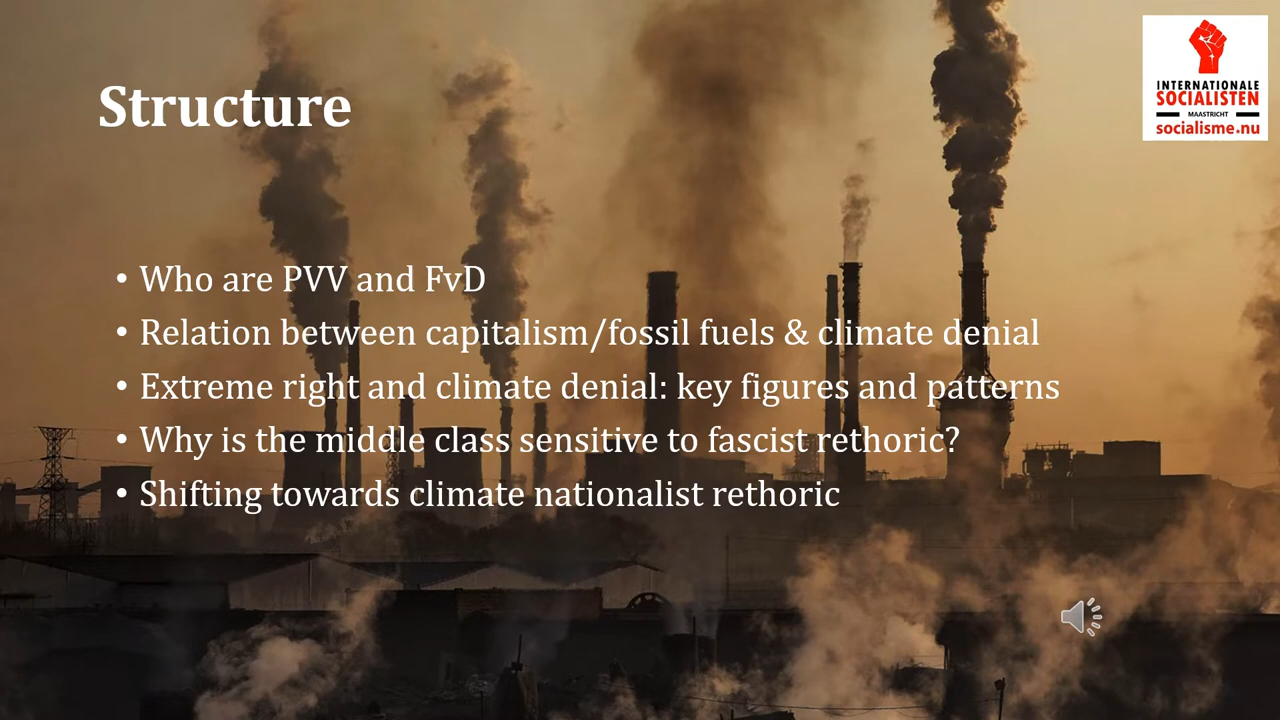 Structure
INTERNATIONALE
SOCIALISTEN
MAASTRICHT
socialisme.nu
• Who are PVV and FvD
• Relation between capitalism/fossil fuels & climate denial
• Extreme right and climate denial: key figures and patterns
• Why is the middle class sensitive to fascist rethoric?
• Shifting towards climate nationalist rethoric